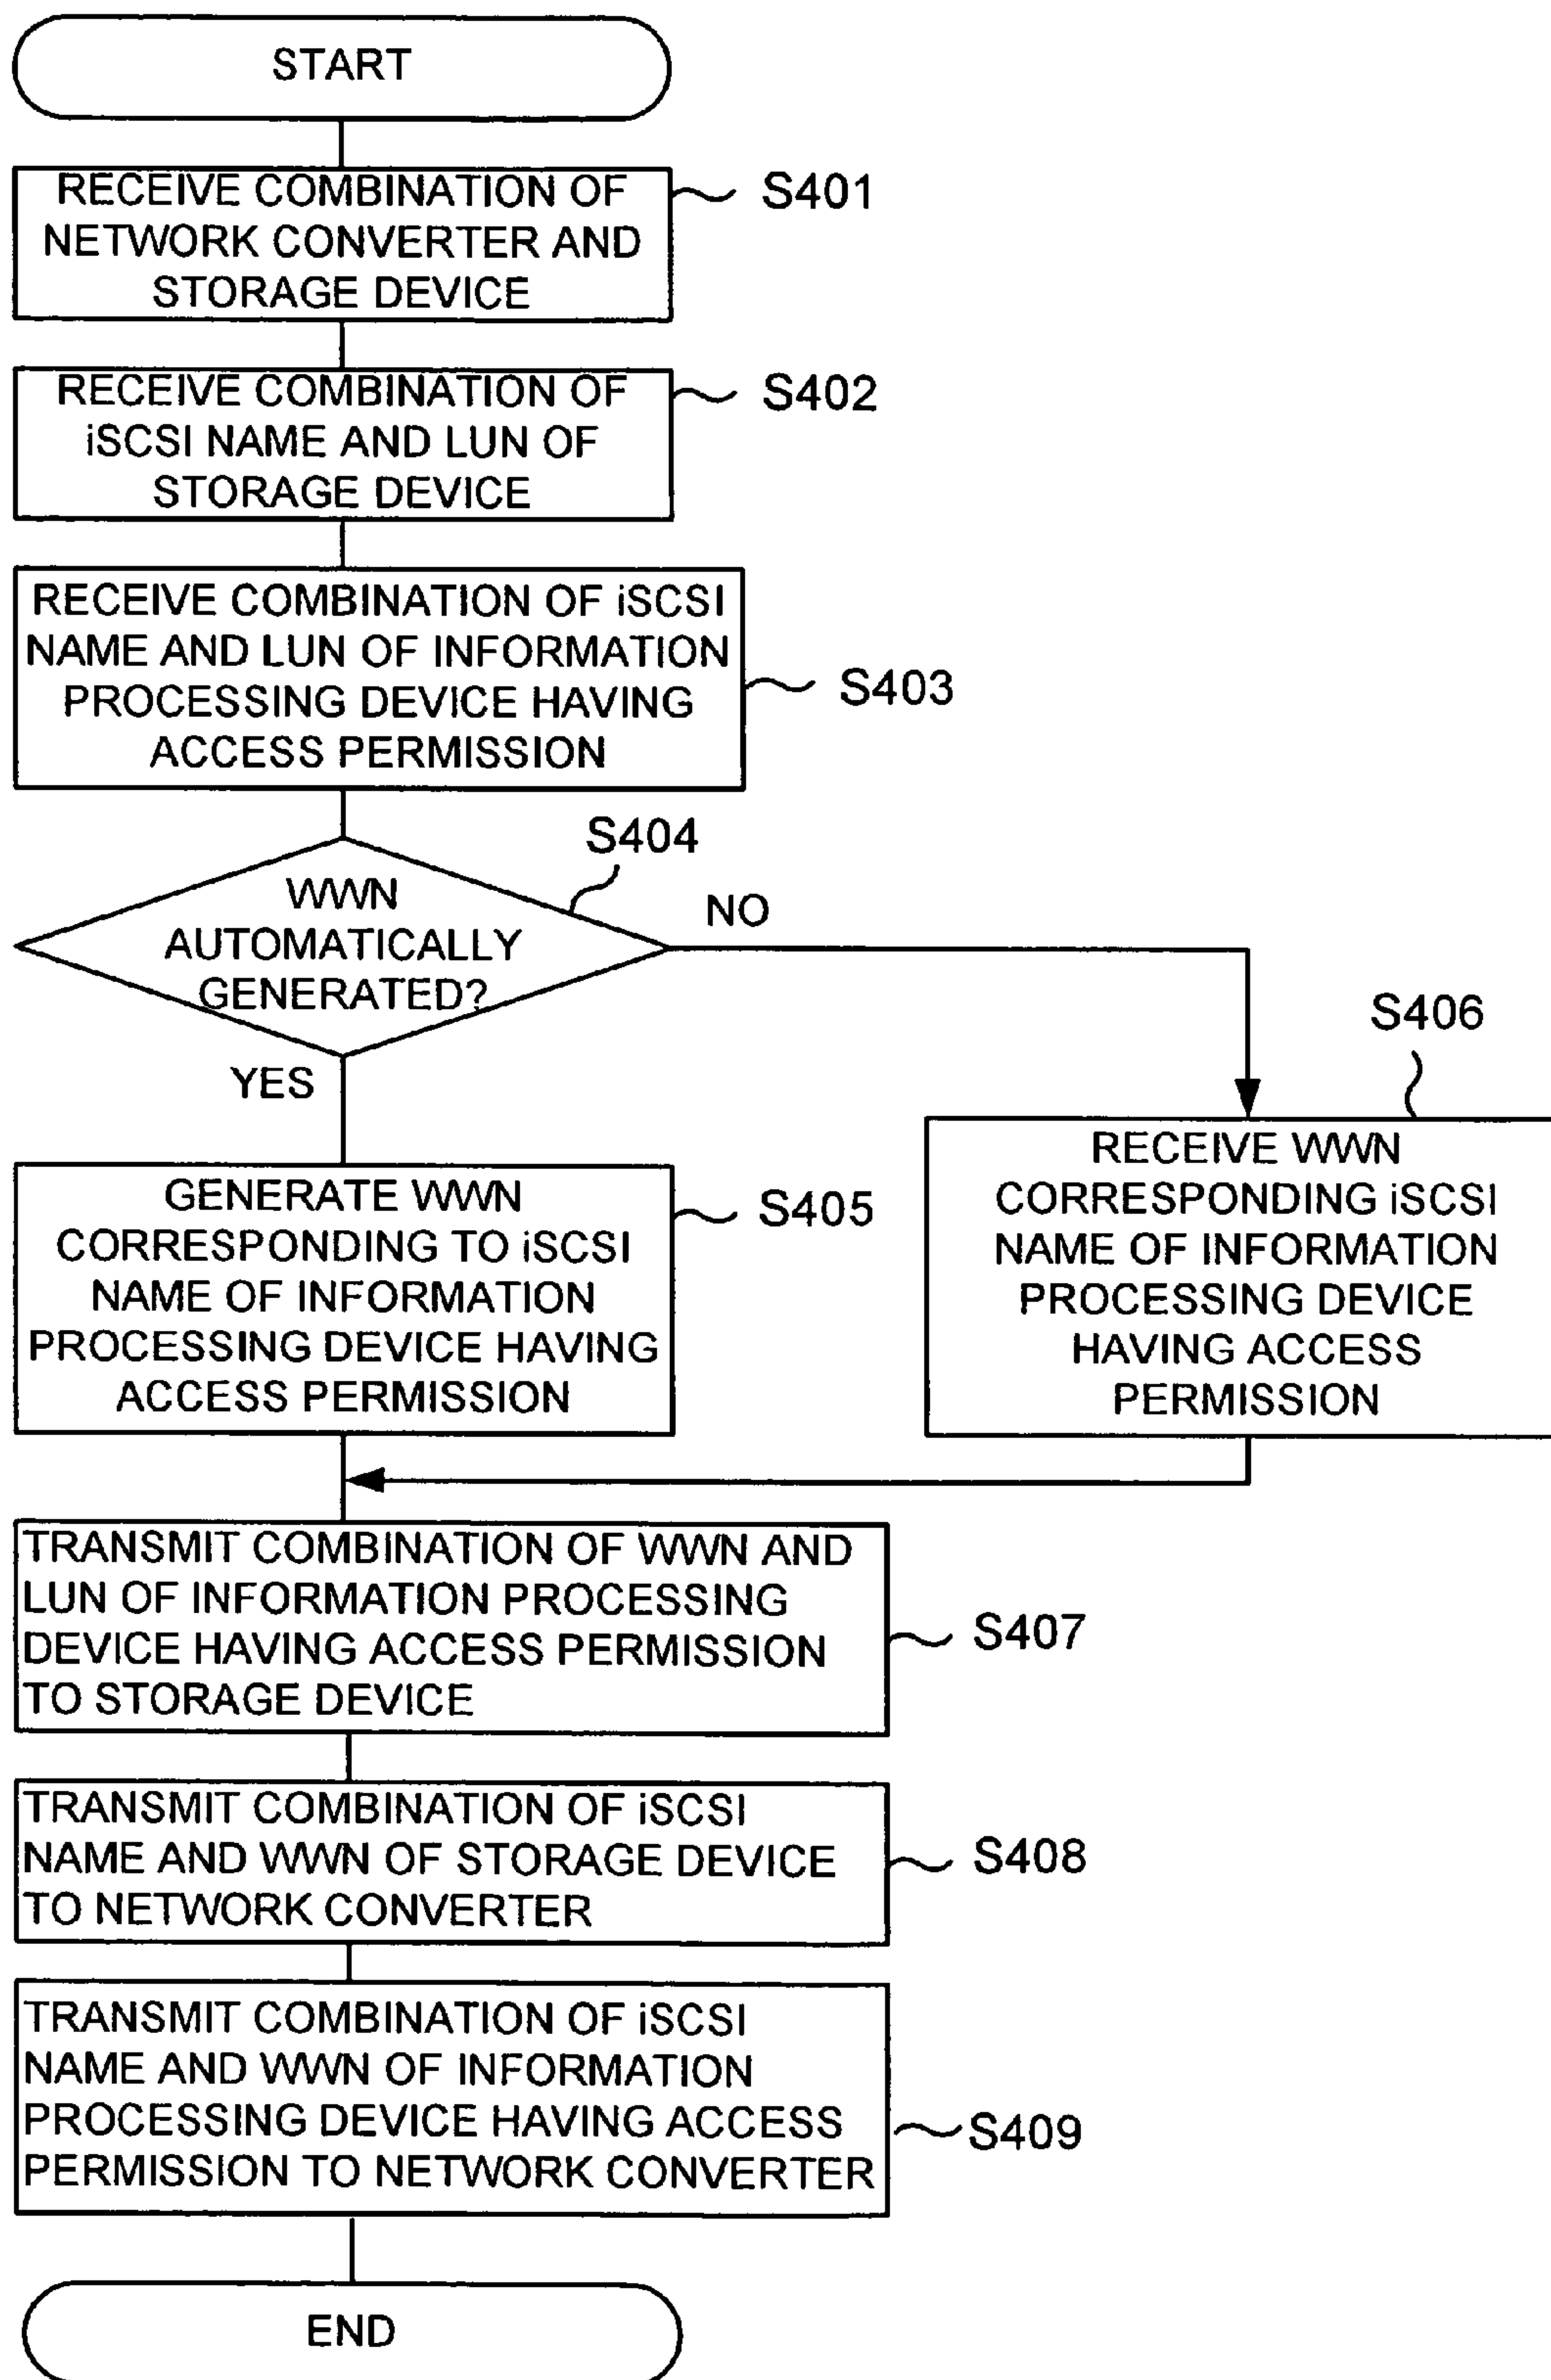 START
RECEIVE COMBINATION OF
NETWORK CONVERTER AND
STORAGE DEVICE
S401
RECEIVE COMBINATION OF
iSCSI NAME AND LUN OF
STORAGE DEVICE
S402
RECEIVE COMBINATION OF iSCSI
NAME AND LUN OF INFORMATION
PROCESSING DEVICE HAVING
ACCESS PERMISSION
S403
S404
WWN
AUTOMATICALLY
GENERATED?
NO
YES
GENERATE WWN
CORRESPONDING TO iSCSI
NAME OF INFORMATION
PROCESSING DEVICE HAVING
ACCESS PERMISSION
S405
S406
RECEIVE WWN
CORRESPONDING iSCSI
NAME OF INFORMATION
PROCESSING DEVICE
HAVING ACCESS
PERMISSION
TRANSMIT COMBINATION OF WWN AND
LUN OF INFORMATION PROCESSING
DEVICE HAVING ACCESS PERMISSION
TO STORAGE DEVICE
S407
TRANSMIT COMBINATION OF iSCSI
NAME AND WWN OF STORAGE DEVICE
TO NETWORK CONVERTER
S408
TRANSMIT COMBINATION OF iSCSI
NAME AND WWN OF INFORMATION
PROCESSING DEVICE HAVING ACCESS
PERMISSION TO NETWORK CONVERTER
S409
END